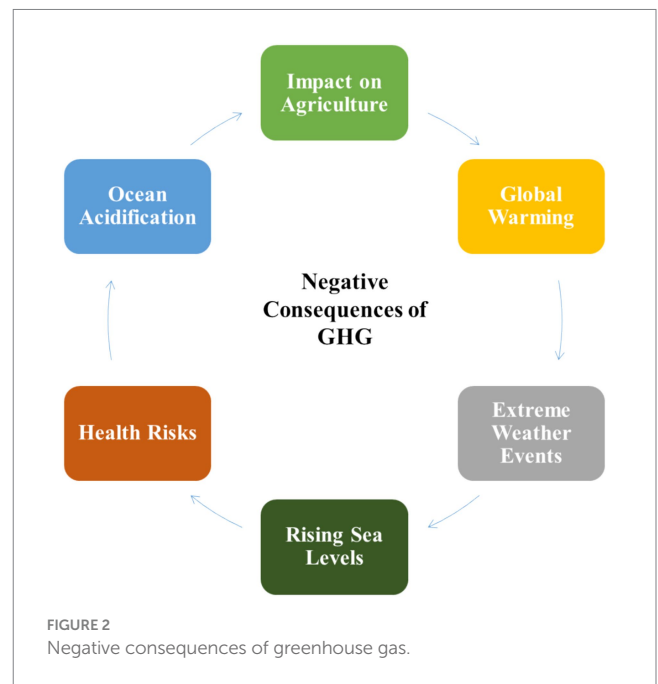 Impact on
Agriculture
Global
Warming
Extreme
Weather
Events
Rising Sea
Levels
Health Risks
Ocean
Acidification
Negative
Consequences of
GHG
FIGURE 2
Negative consequences of greenhouse gas.